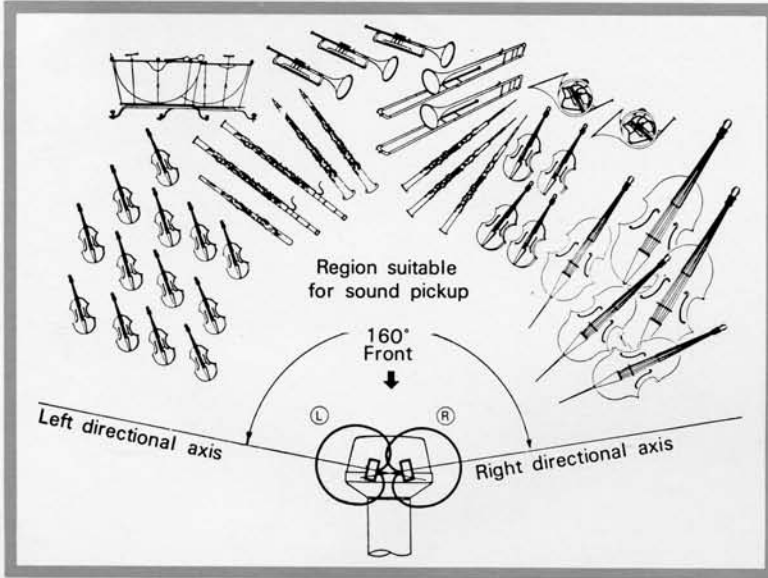 Region suitable
for sound pickup
160°
Front
Ⓛ
Ⓡ
Left directional axis
Right directional axis